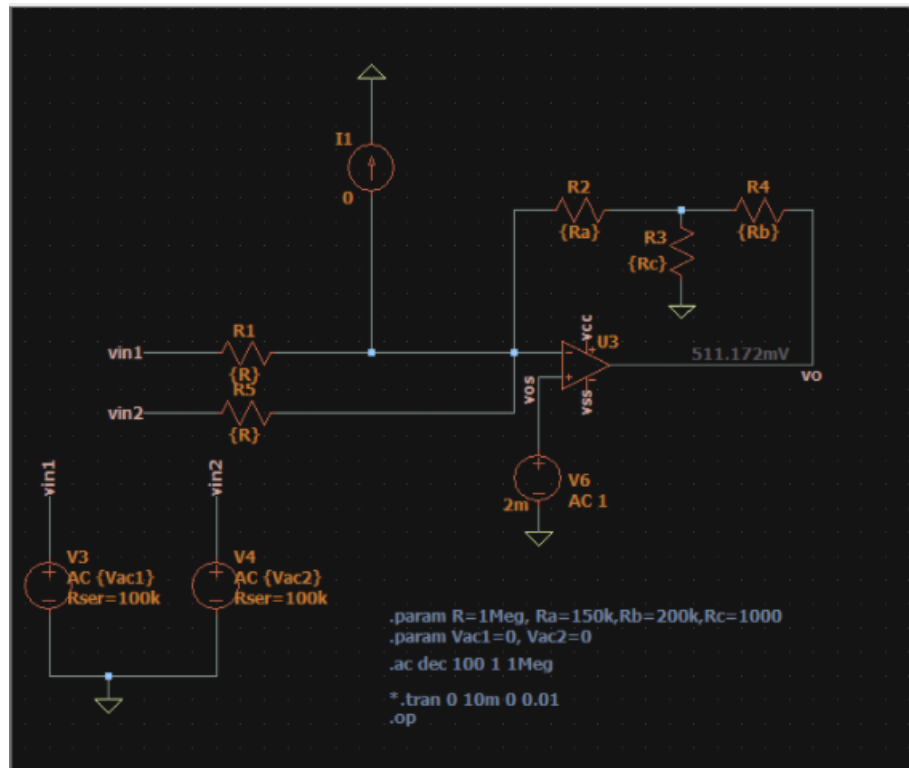 I1
0
R2
{Ra}
R4
{Rb}
R3
{Rc}
vin1
R1
{R}
vin2
R5
{R}
vcc
U3
vos
vss
511.172mV
vo
V6
AC 1
2m
vin1
vin2
V3
AC {Vac1}
Rser=100k
V4
AC {Vac2}
Rser=100k
.param R=1Meg, Ra=150k,Rb=200k,Rc=1000
.param Vac1=0, Vac2=0
.ac dec 100 1 1Meg
*.tran 0 10m 0 0.01
.op